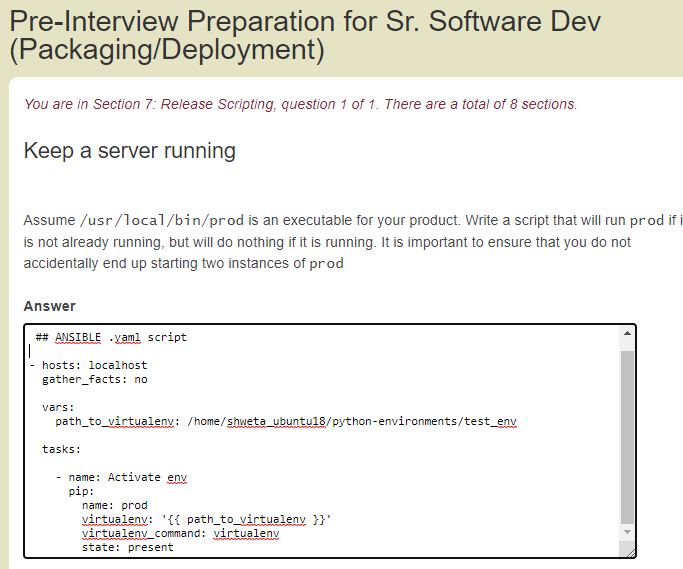 Pre-Interview Preparation for Sr. Software Dev
(Packaging/Deployment)
You are in Section 7: Release Scripting, question 1 of 1. There are a total of 8 sections.
Keep a server running
Assume /usr/local/bin/prod is an executable for your product. Write a script that will run prod if i
is not already running, but will do nothing if it is running. It is important to ensure that you do not
accidentally end up starting two instances of prod
Answer
## ANSIBLE .yaml script
- hosts: localhost
gather_facts: no
vars:
path_to_virtualenv: /home/shweta_ubuntu18/python-environments/test_env
tasks:
- name: Activate env
pip:
name: prod
virtualenv: '{{ path_to_virtualenv }}'
virtualenv_command: virtualenv
state: present